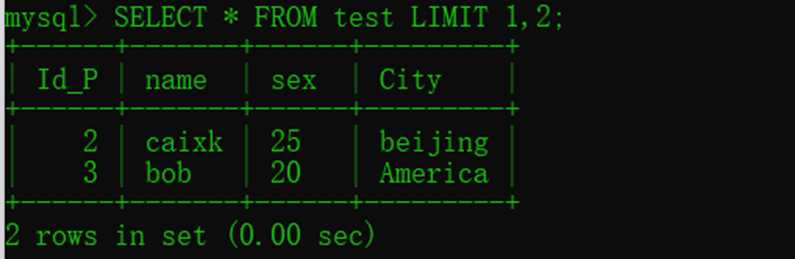 mysql> SELECT * FROM test LIMIT 1,2;
+------+-------+------+---------+
| Id_P | name  | sex  | City    |
+------+-------+------+---------+
|    2 | caixk | 25   | beijing |
|    3 | bob   | 20   | America |
+------+-------+------+---------+
2 rows in set (0.00 sec)